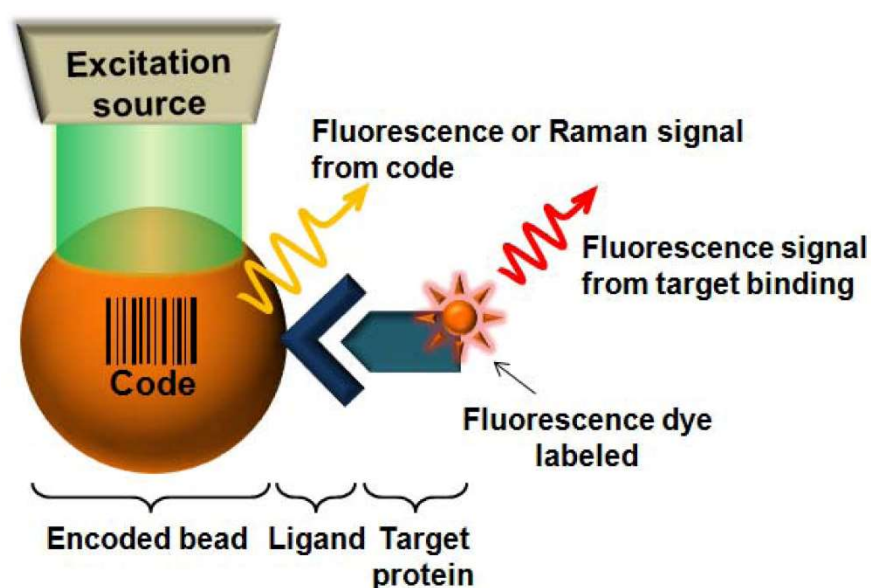 Excitation
source
Fluorescence or Raman signal
from code
Fluorescence signal
from target binding
Code
Fluorescence dye
labeled
Encoded bead
Ligand
Target
protein